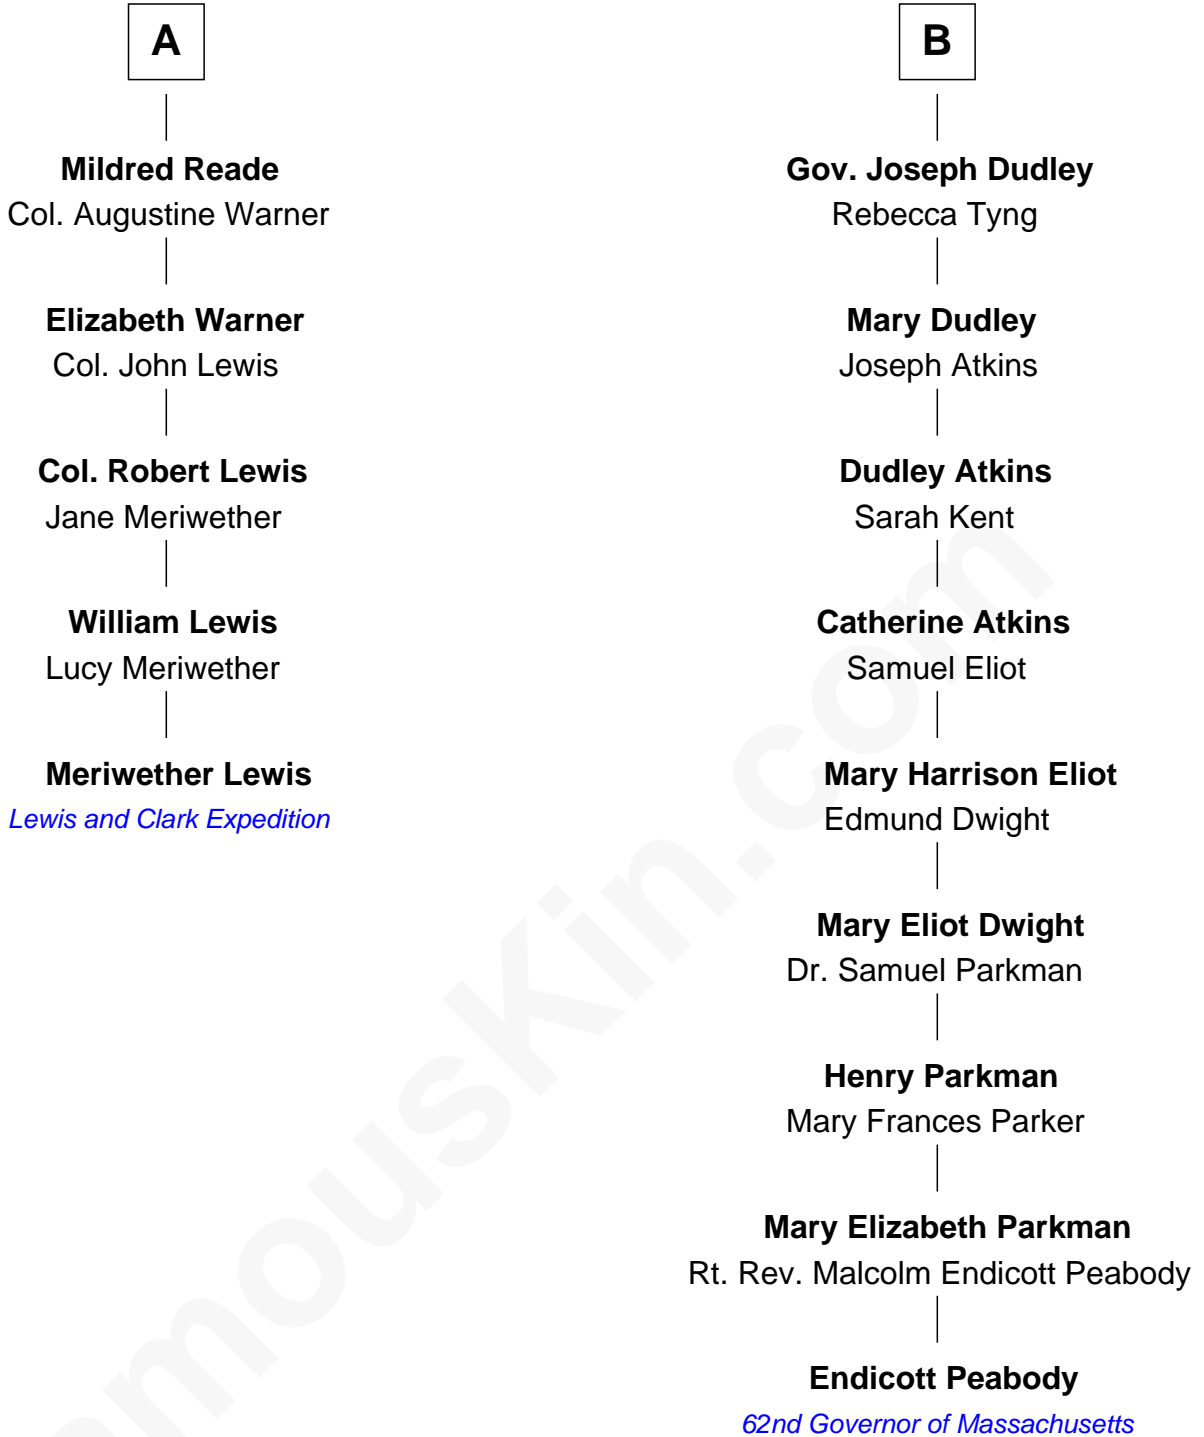 A
Mildred Reade
Col. Augustine Warner
Elizabeth Warner
Col. John Lewis
Col. Robert Lewis
Jane Meriwether
William Lewis
Lucy Meriwether
Meriwether Lewis
Lewis and Clark Expedition
B
Gov. Joseph Dudley
Rebecca Tyng
Mary Dudley
Joseph Atkins
Dudley Atkins
Sarah Kent
Catherine Atkins
Samuel Eliot
Mary Harrison Eliot
Edmund Dwight
Mary Eliot Dwight
Dr. Samuel Parkman
Henry Parkman
Mary Frances Parker
Mary Elizabeth Parkman
Rt. Rev. Malcolm Endicott Peabody
Endicott Peabody
62nd Governor of Massachusetts
amousKin.com